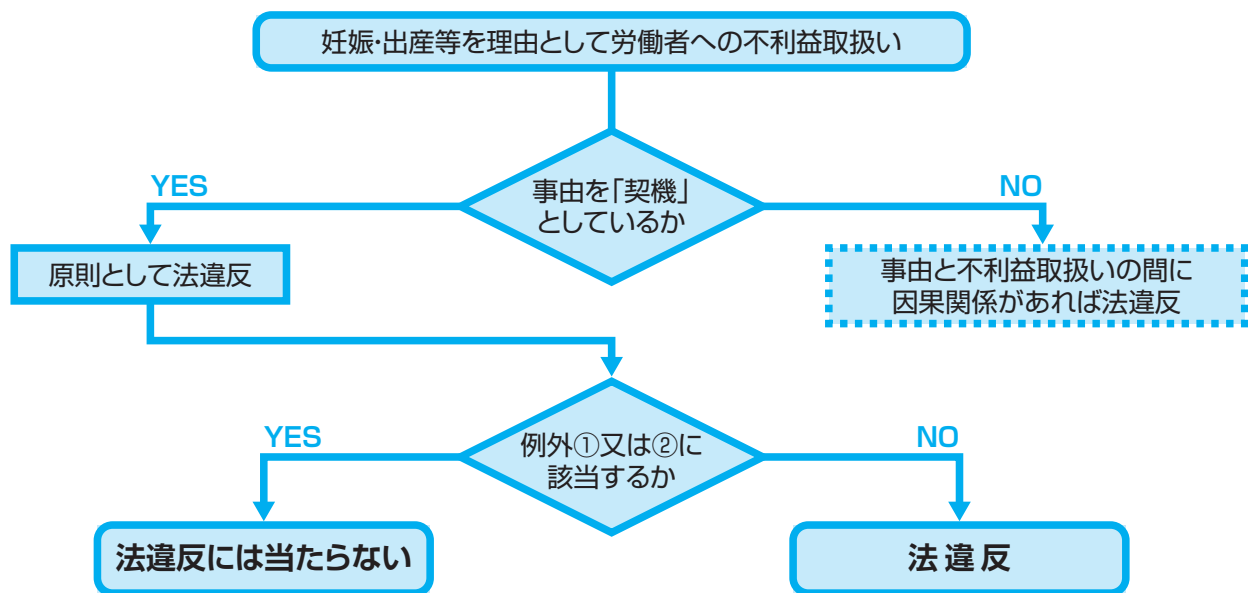 妊娠・出産等を理由として労働者への不利益取扱い
事由を「契機」
としているか
YES
NO
原則として法違反
事由と不利益取扱いの間に
因果関係があれば法違反
例外①又は②に
該当するか
YES
NO
法違反には当たらない
法違反